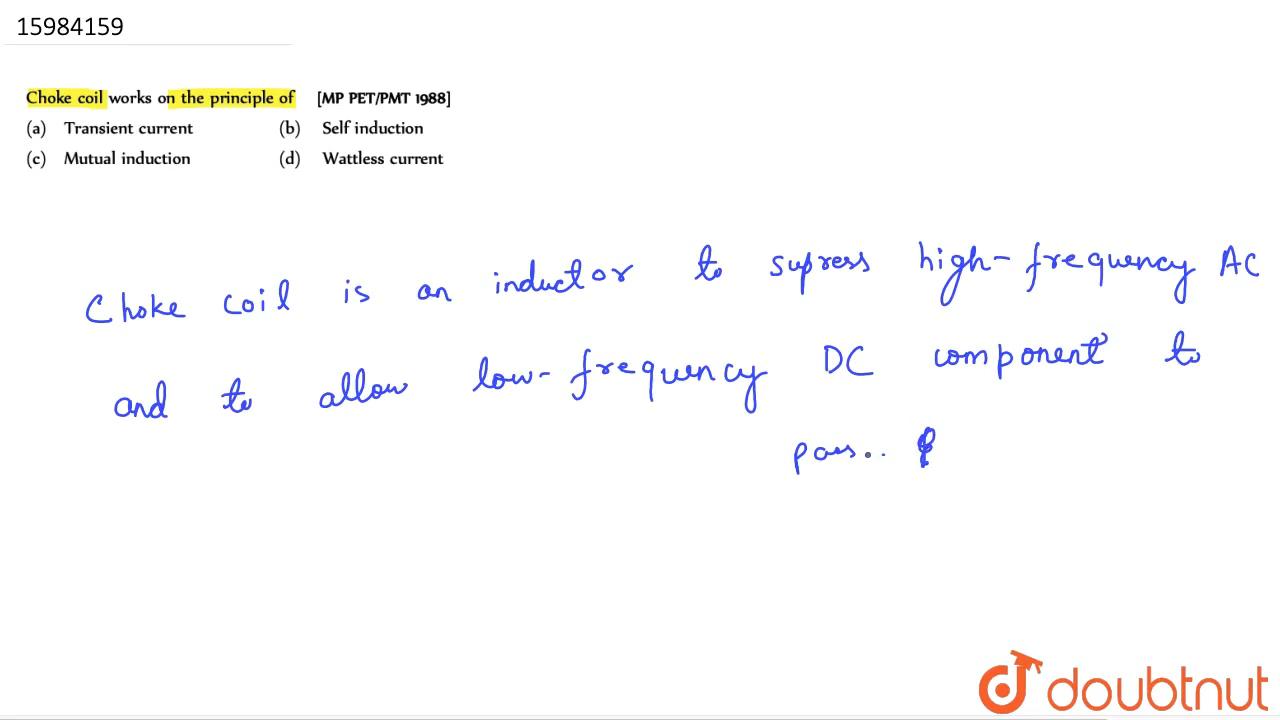 15984159
Choke coil works on the principle of [MP PET/PMT 1988]
(a) Transient current (b) Self induction
(c) Mutual induction (d) Wattless current
Choke coil is an inductor to supress high-frequency AC
and to allow low-frequency DC component to
pass..
doubtnut